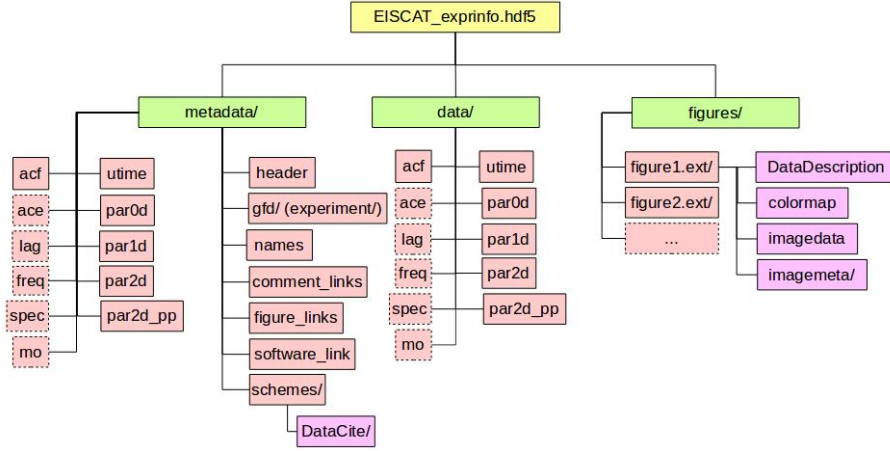 EISCAT_exprinfo.hdf5
metadata/
data/
figures/
acf
utime
ace
par0d
lag
par1d
freq
par2d
spec
par2d_pp
mo
header
gfd/ (experiment/)
names
comment_links
figure_links
software_link
schemes/
DataCite/
acf
utime
ace
par0d
lag
par1d
freq
par2d
spec
par2d_pp
mo
figure1.ext/
figure2.ext/
...
DataDescription
colormap
imagedata
imagemeta/